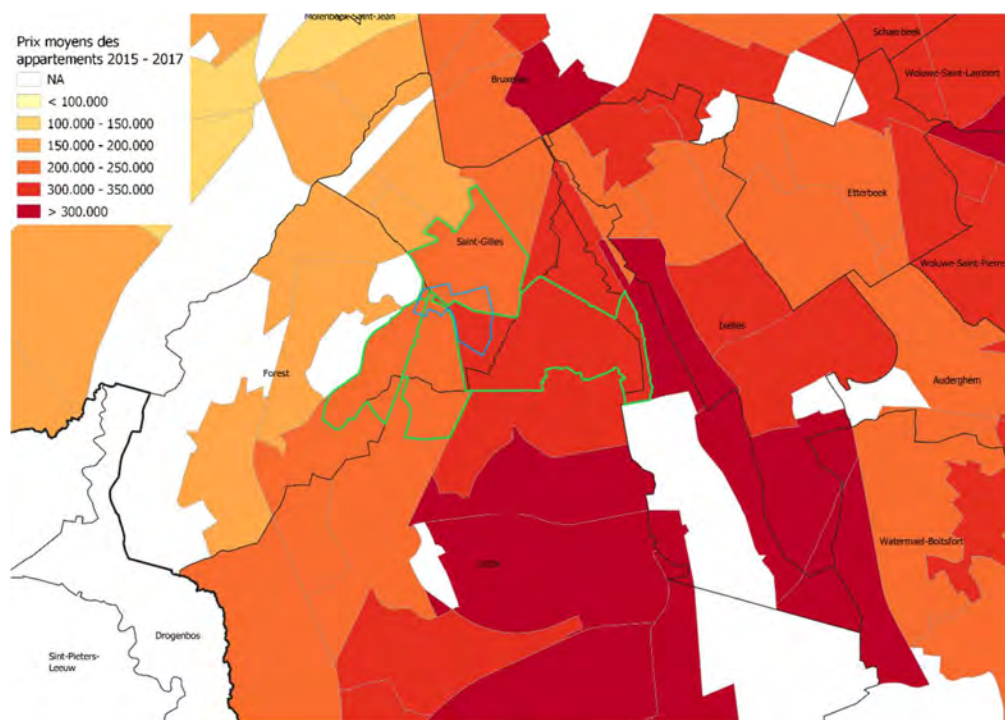 Prix moyens des
appartements 2015 - 2017
NA
< 100.000
100.000 - 150.000
150.000 - 200.000
200.000 - 250.000
300.000 - 350.000
> 300.000
Molenbeek-Saint-Jean
Schaerbeek
Bruxelles
Woluwe-Saint-Lambert
Etterbeek
Saint-Gilles
Woluwe-Saint-Pierre
Ixelles
Forest
Auderghem
Watermael-Boitsfort
Uccle
Drogenbos
Sint-Pieters-
Leeuw